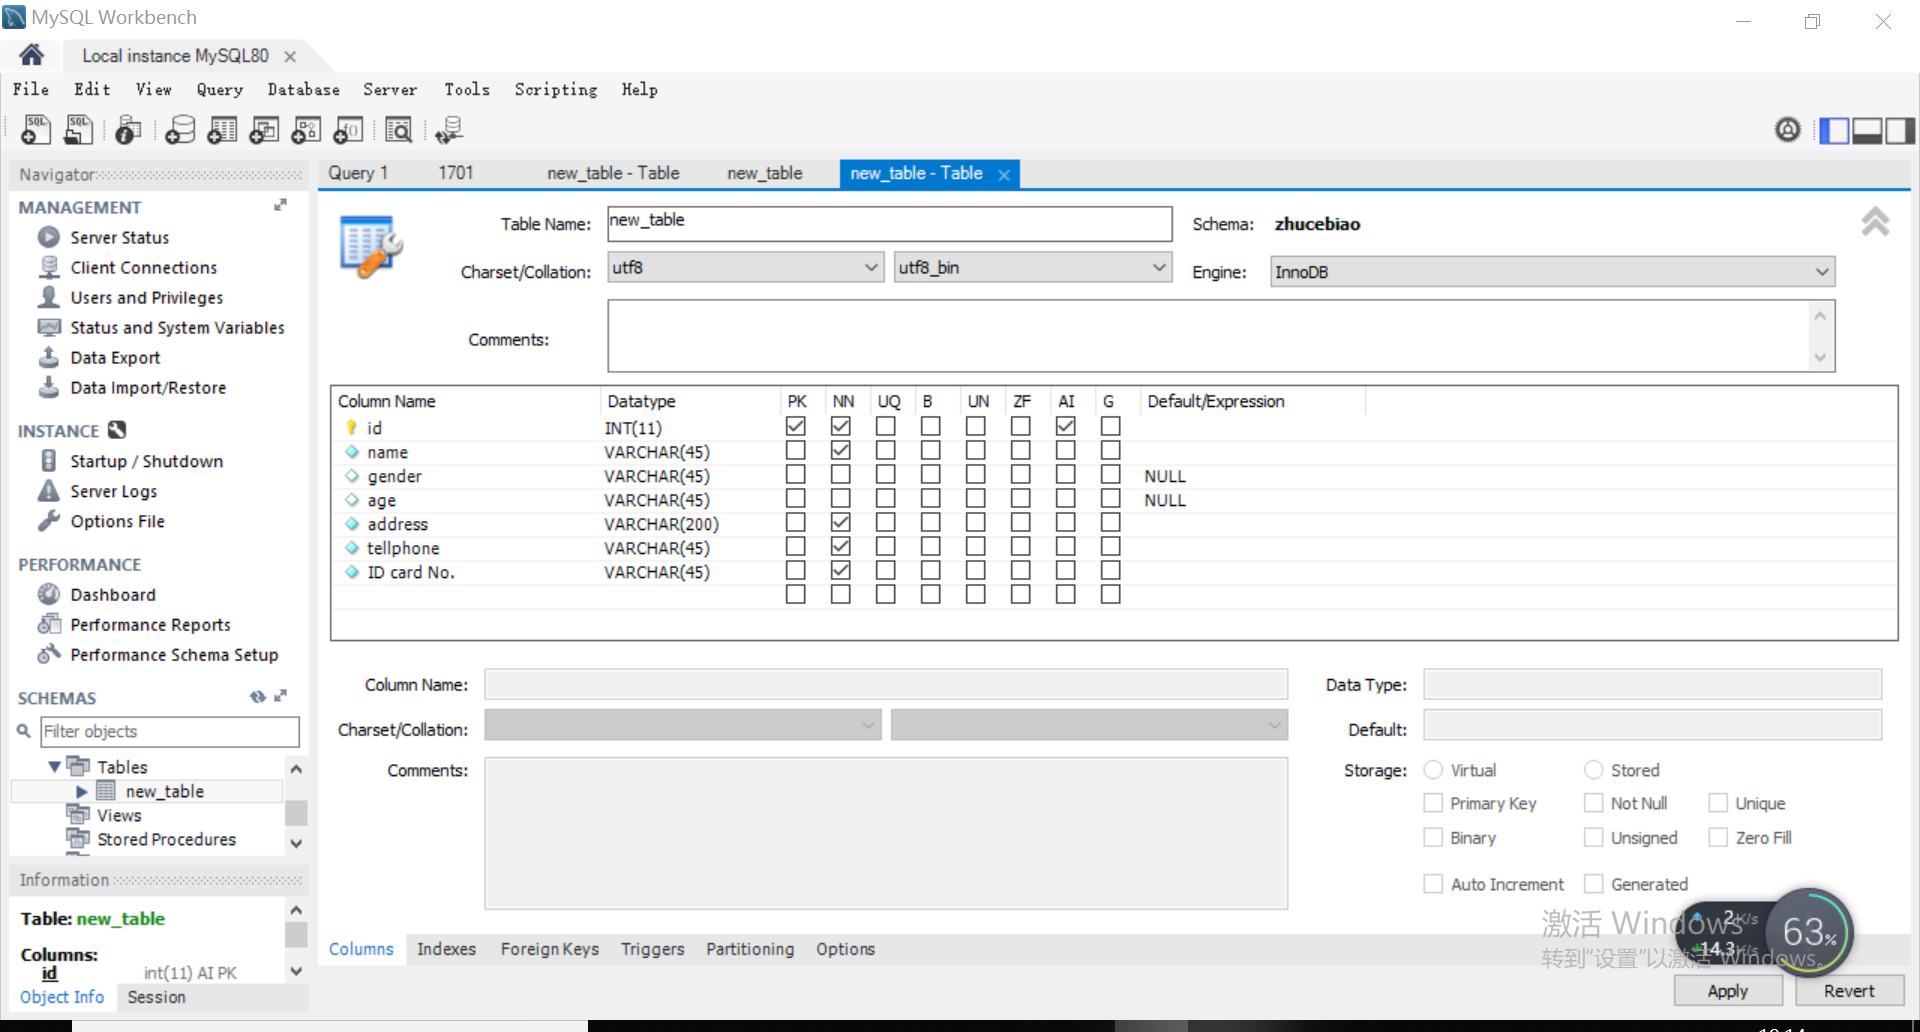 MySQL Workbench
Local instance MySQL80
File Edit View Query Database Server Tools Scripting Help
Navigator
MANAGEMENT
Server Status
Client Connections
Users and Privileges
Status and System Variables
Data Export
Data Import/Restore
INSTANCE
Startup / Shutdown
Server Logs
Options File
PERFORMANCE
Dashboard
Performance Reports
Performance Schema Setup
SCHEMAS
Filter objects
Tables
new_table
Views
Stored Procedures
Information
Table: new_table
Columns:
id int(11) AI PK
Object Info Session
Query 1 1701 new_table - Table new_table new_table - Table
Table Name: new_table Schema: zhucebiao
Charset/Collation: utf8 utf8_bin Engine: InnoDB
Comments:
Column Name Datatype PK NN UQ B UN ZF AI G Default/Expression
id INT(11)
name VARCHAR(45)
gender VARCHAR(45) NULL
age VARCHAR(45) NULL
address VARCHAR(200)
tellphone VARCHAR(45)
ID card No. VARCHAR(45)
Column Name: Data Type:
Charset/Collation: Default:
Comments: Storage: Virtual Stored
Primary Key Not Null Unique
Binary Unsigned Zero Fill
Auto Increment Generated
激活 Windows
转到"设置"以激活 Windows。
2K/s
14.3K/s
63%
Columns Indexes Foreign Keys Triggers Partitioning Options
Apply Revert